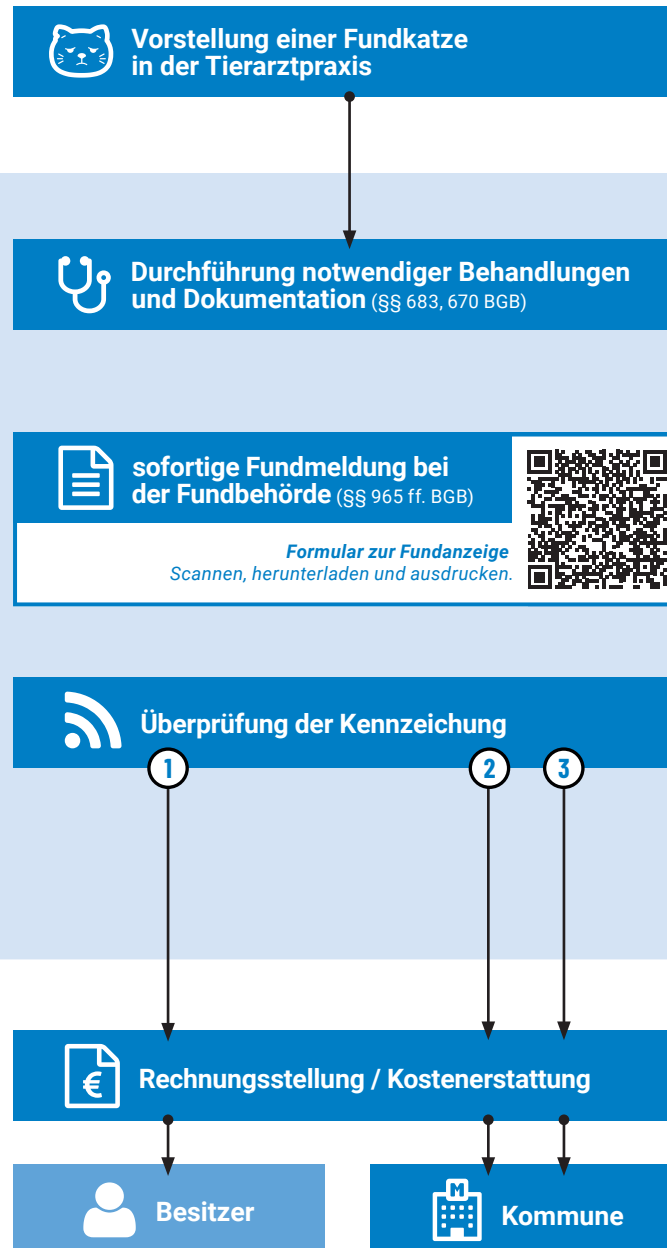 Vorstellung einer Fundkatze
in der Tierarztpraxis
Durchführung notwendiger Behandlungen
und Dokumentation (§§ 683, 670 BGB)
sofortige Fundmeldung bei
der Fundbehörde (§§ 965 ff. BGB)
Formular zur Fundanzeige
Scannen, herunterladen und ausdrucken.
Überprüfung der Kennzeichung
1 2 3
€ Rechnungsstellung / Kostenerstattung
Besitzer
M
Kommune